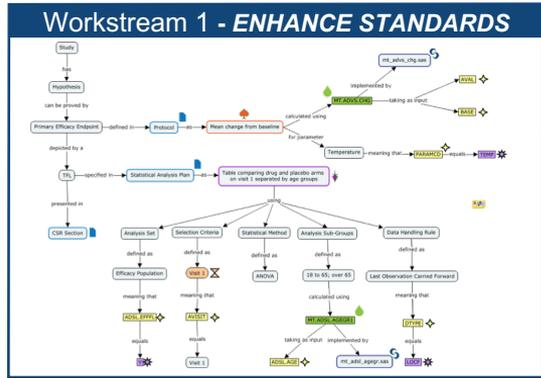 Workstream 1 - ENHANCE STANDARDS
Study
has
Hypothesis
can be proved by
Primary Efficacy Endpoint
defined in
Protocol
as
Mean change from baseline
calculated using
MT.ADVS.CHG
implemented by
mt_advs_chg.sas
taking as input
AVAL
BASE
for parameter
Temperature
meaning that
PARAMCD
equals
TEMP
depicted by a
TFL
specified in
Statistical Analysis Plan
as
Table comparing drug and placebo arms
on visit 1 separated by age groups
presented in
CSR Section
using
Analysis Set
Selection Criteria
Statistical Method
Analysis Sub-Groups
Data Handling Rule
defined as
defined as
defined as
defined as
defined as
Efficacy Population
Visit 1
ANOVA
18 to 65; over 65
Last Observation Carried Forward
meaning that
meaning that
calculated using
meaning that
ADSL.EFFFL
AVISIT
MT.ADSL.AGEGR1
DTYPE
equals
equals
taking as input
implemented by
equals
Visit 1
ADSL.AGE
mt_adsl_agegr.sas
LOCF